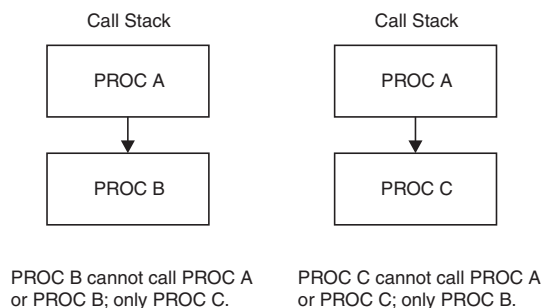 Call Stack
PROC A
PROC B
PROC B cannot call PROC A
or PROC B; only PROC C.
Call Stack
PROC A
PROC C
PROC C cannot call PROC A
or PROC C; only PROC B.